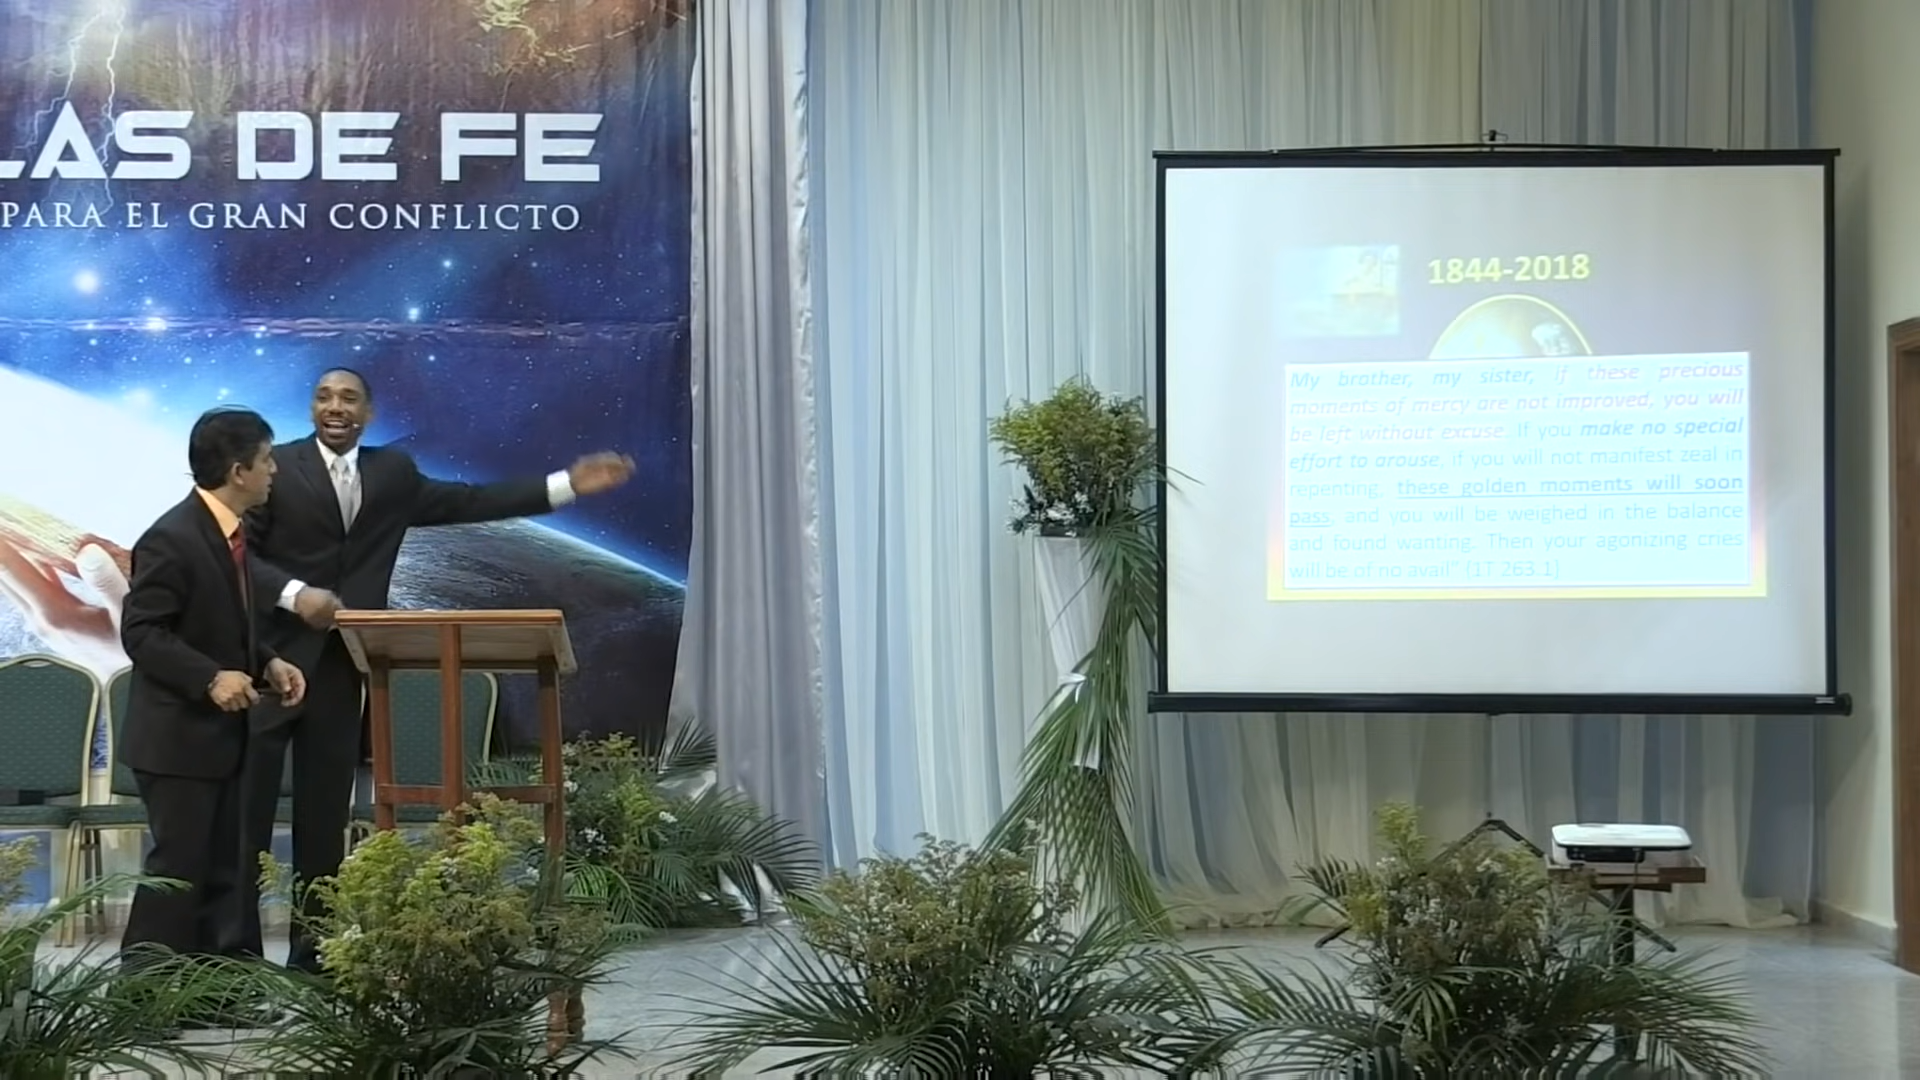 LAS DE FE
PARA EL GRAN CONFLICTO
1844-2018
My brother, my sister, if these precious
moments of mercy are not improved, you will
be left without excuse. If you make no special
effort to arouse, if you will not manifest zeal in
repenting, these golden moments will soon
pass, and you will be weighed in the balance
and found wanting. Then your agonizing cries
will be of no avail" {1T 263.1}